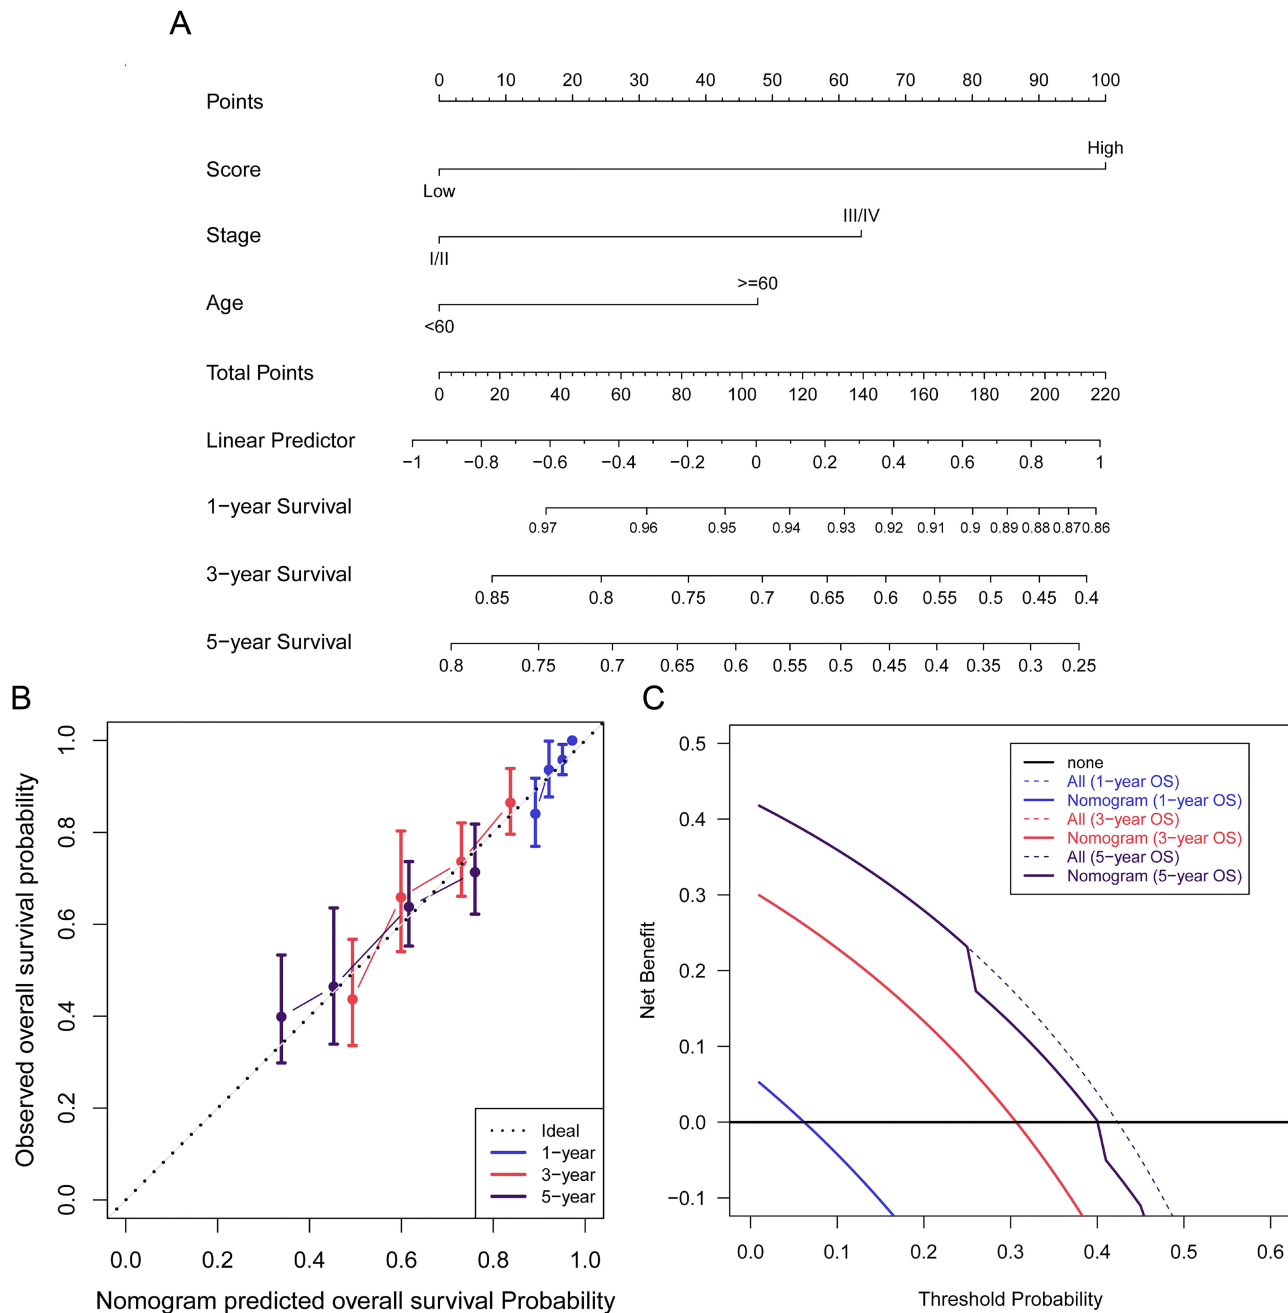 A
Points
0 10 20 30 40 50 60 70 80 90 100
Score
High
Low
Stage
III/IV
I/II
Age
>=60
<60
Total Points
0 20 40 60 80 100 120 140 160 180 200 220
Linear Predictor
−1 −0.8 −0.6 −0.4 −0.2 0 0.2 0.4 0.6 0.8 1
1−year Survival
0.97 0.96 0.95 0.94 0.93 0.92 0.91 0.9 0.89 0.88 0.87 0.86
3−year Survival
0.85 0.8 0.75 0.7 0.65 0.6 0.55 0.5 0.45 0.4
5−year Survival
0.8 0.75 0.7 0.65 0.6 0.55 0.5 0.45 0.4 0.35 0.3 0.25
B
Observed overall survival probability
1.0
0.8
0.6
0.4
0.2
0.0
Ideal
1−year
3−year
5−year
0.0 0.2 0.4 0.6 0.8 1.0
Nomogram predicted overall survival Probability
C
Net Benefit
0.5
0.4
0.3
0.2
0.1
0.0
−0.1
none
All (1−year OS)
Nomogram (1−year OS)
All (3−year OS)
Nomogram (3−year OS)
All (5−year OS)
Nomogram (5−year OS)
0.0 0.1 0.2 0.3 0.4 0.5 0.6
Threshold Probability